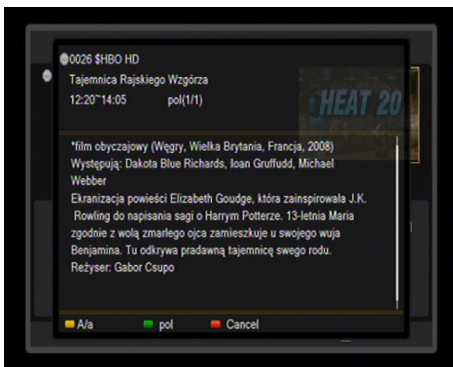 0026 $HBO HD
Tajemnica Rajskiego Wzgórza
12:20~14:05 pol(1/1)
HEAT 20
*film obyczajowy (Węgry, Wielka Brytania, Francja, 2008)
Występują: Dakota Blue Richards, Ioan Gruffudd, Michael
Webber
Ekranizacja powieści Elizabeth Goudge, która zainspirowała J.K.
Rowling do napisania sagi o Harrym Potterze. 13-letnia Maria
zgodnie z wolą zmarłego ojca zamieszkuje u swojego wuja
Benjamina. Tu odkrywa pradawną tajemnicę swego rodu.
Reżyser: Gabor Csupo
A/a pol Cancel